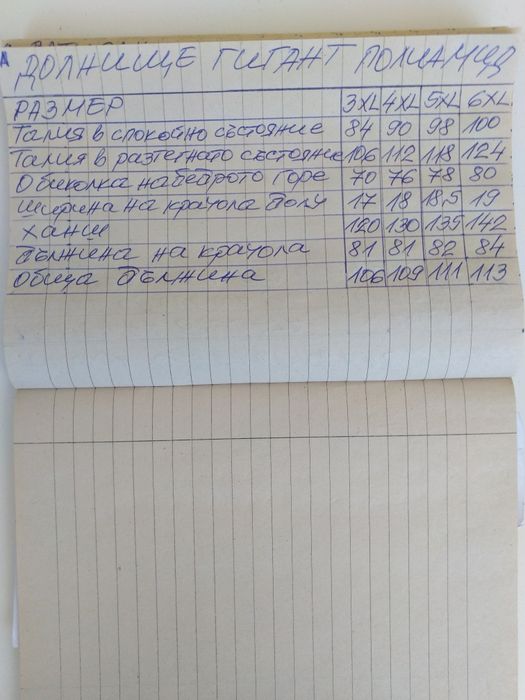 ДОЛНИЩЕ ГИГАНТ ПОЛИАМИД
РАЗМЕР 3XL 4XL 5XL 6XL
Талия в спокойно състояние 84 90 98 100
Талия в разтегнато състояние 106 112 118 124
Обиколка на бедрото горе 70 76 78 80
Ширина на крачола долу 17 18 18,5 19
Ханш 120 130 135 142
Дължина на крачола 81 81 82 84
Обща дължина 106 109 111 113